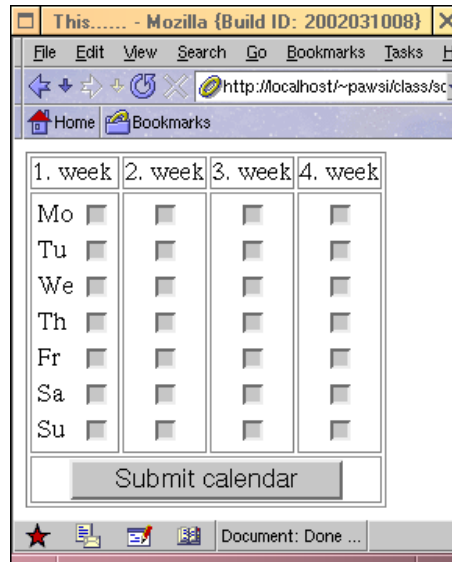 This...... - Mozilla {Build ID: 2002031008}
File Edit View Search Go Bookmarks Tasks
http://localhost/~pawsi/class/sc
Home Bookmarks
1. week 2. week 3. week 4. week
Mo
Tu
We
Th
Fr
Sa
Su
Submit calendar
Document: Done ...